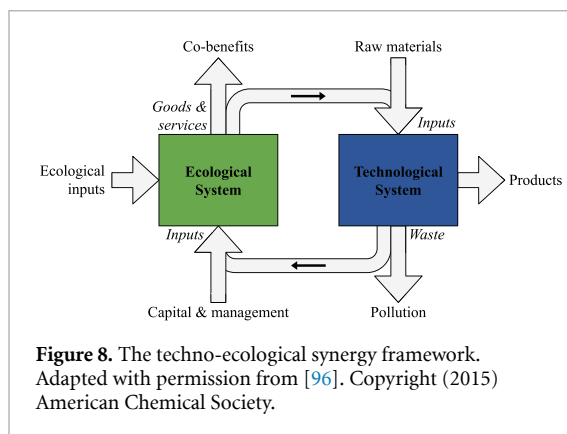 Co-benefits
Raw materials
Goods &
services
Inputs
Ecological
inputs
Ecological
System
Technological
System
Products
Inputs
Waste
Capital & management
Pollution
Figure 8. The techno-ecological synergy framework.
Adapted with permission from [96]. Copyright (2015)
American Chemical Society.